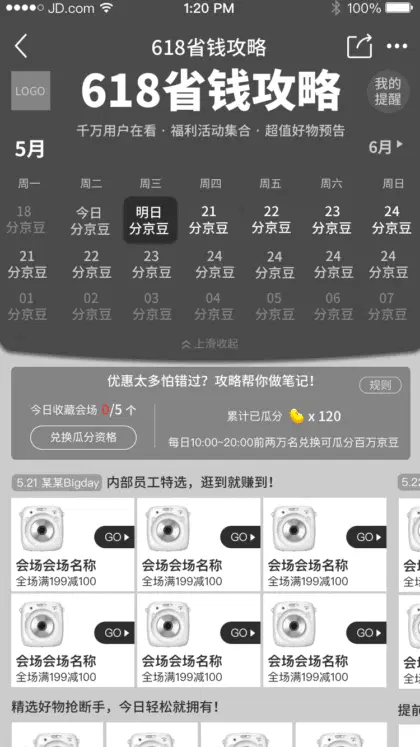 JD.com 1:20 PM 100%
618省钱攻略
LOGO 618省钱攻略 我的提醒
千万用户在看 · 福利活动集合 · 超值好物预告
5月 6月
周一 周二 周三 周四 周五 周六 周日
18 今日 明日 21 22 23 24
分京豆 分京豆 分京豆 分京豆 分京豆 分京豆 分京豆
21 22 23 24 24 24 24
分京豆 分京豆 分京豆 分京豆 分京豆 分京豆 分京豆
01 02 03 04 05 06 07
分京豆 分京豆 分京豆 分京豆 分京豆 分京豆 分京豆
上滑收起
优惠太多怕错过？攻略帮你做笔记！ 规则
今日收藏会场 0/5 个 累计已瓜分 x 120
兑换瓜分资格 每日10:00~20:00前两万名兑换可瓜分百万京豆
5.21 某某Bigday 内部员工特选，逛到就赚到！ 5.2
GO GO GO
会场会场名称 会场会场名称 会场会场名称
全场满199减100 全场满199减100 全场满199减100
GO GO GO
会场会场名称 会场会场名称 会场会场名称
全场满199减100 全场满199减100 全场满199减100
精选好物抢断手，今日轻松就拥有！ 提前